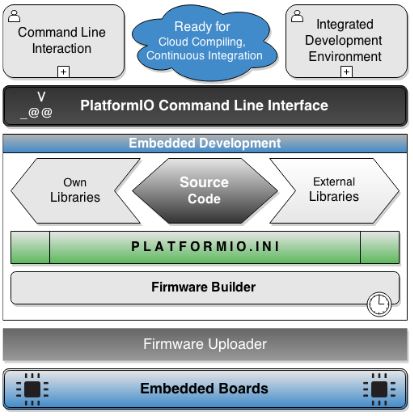 Command Line
Interaction
Ready for
Cloud Compiling,
Continuous Integration
Integrated
Development
Environment
V
_@@
PlatformIO Command Line Interface
Embedded Development
Own
Libraries
Source
Code
External
Libraries
PLATFORMIO.INI
Firmware Builder
Firmware Uploader
Embedded Boards